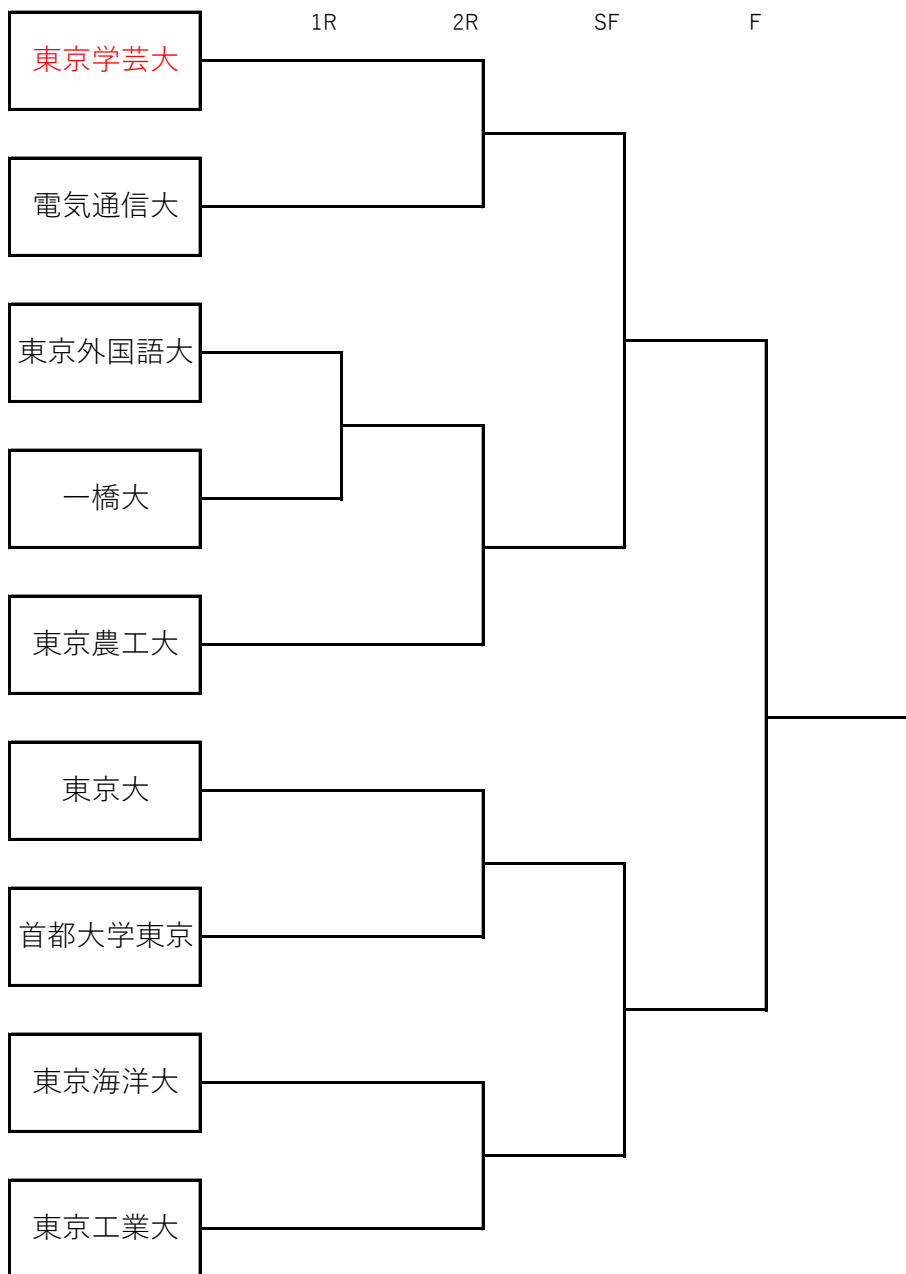 1R 2R SF F
東京学芸大
電気通信大
東京外国語大
一橋大
東京農工大
東京大
首都大学東京
東京海洋大
東京工業大